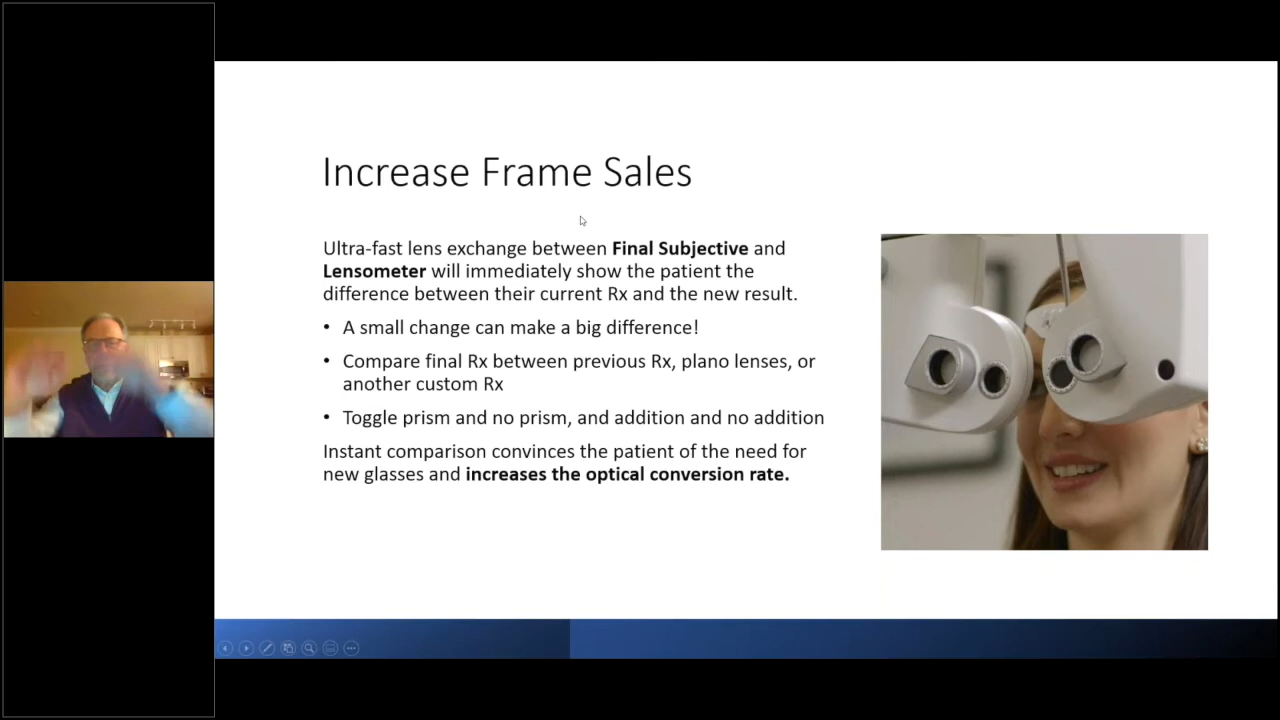 Increase Frame Sales
Ultra-fast lens exchange between Final Subjective and
Lensometer will immediately show the patient the
difference between their current Rx and the new result.
• A small change can make a big difference!
• Compare final Rx between previous Rx, plano lenses, or
another custom Rx
• Toggle prism and no prism, and addition and no addition
Instant comparison convinces the patient of the need for
new glasses and increases the optical conversion rate.